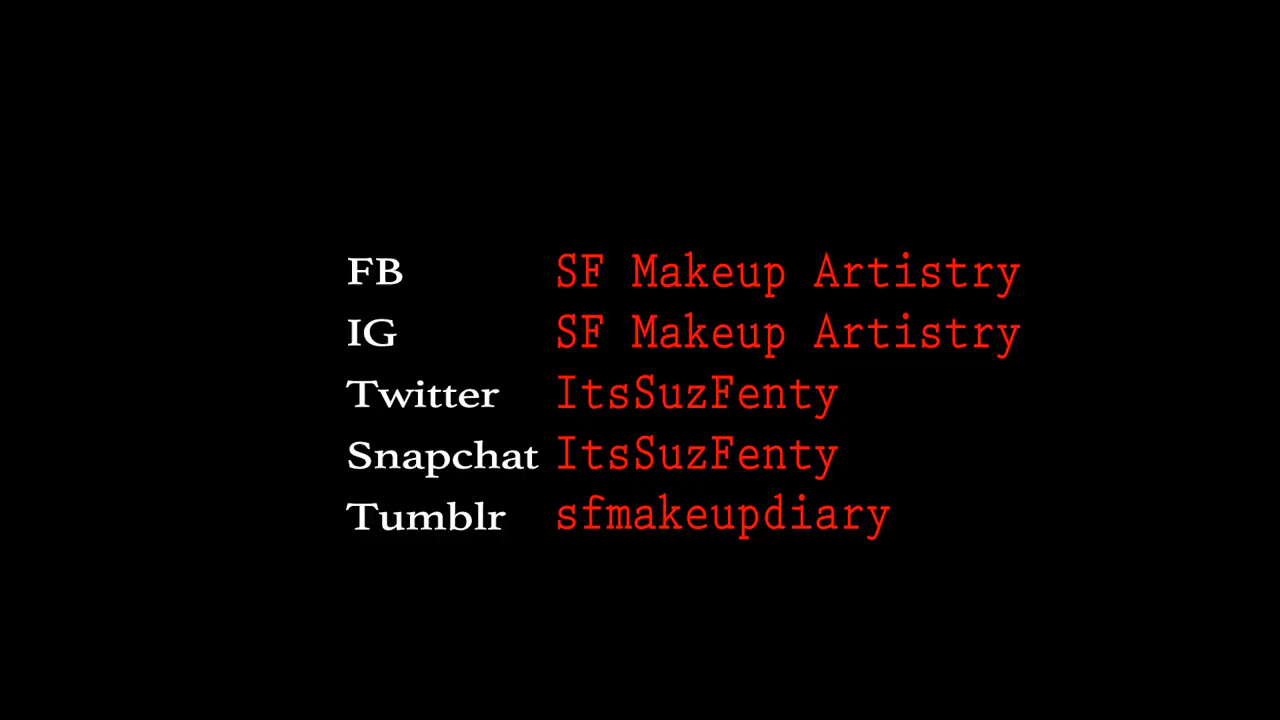 FB SF Makeup Artistry
IG SF Makeup Artistry
Twitter ItsSuzFenty
Snapchat ItsSuzFenty
Tumblr sfmakeupdiary